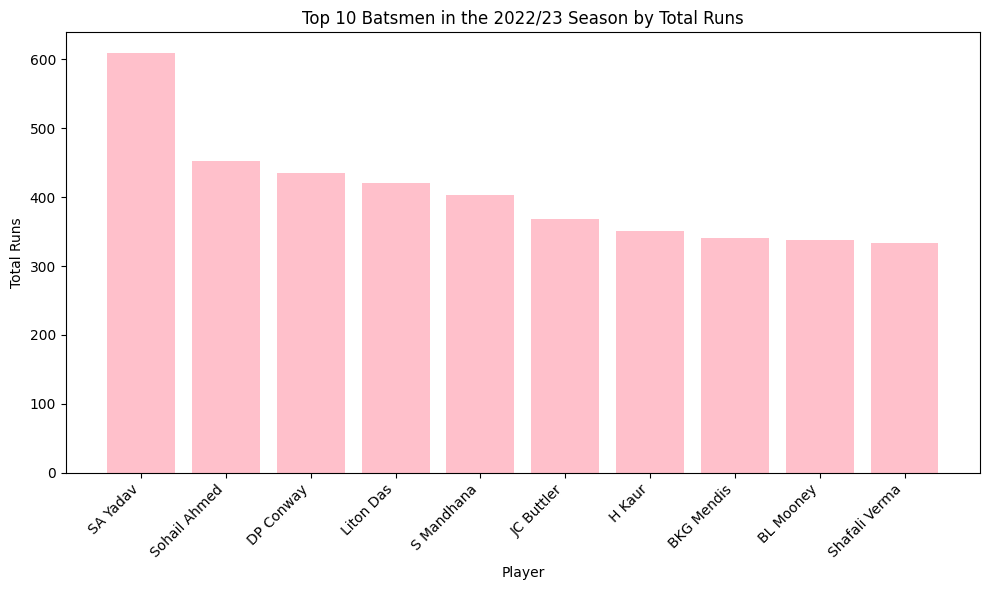 Top 10 Batsmen in the 2022/23 Season by Total Runs
Total Runs
600
500
400
300
200
100
0
SA Yadav
Sohail Ahmed
DP Conway
Liton Das
S Mandhana
JC Buttler
H Kaur
BKG Mendis
BL Mooney
Shafali Verma
Player